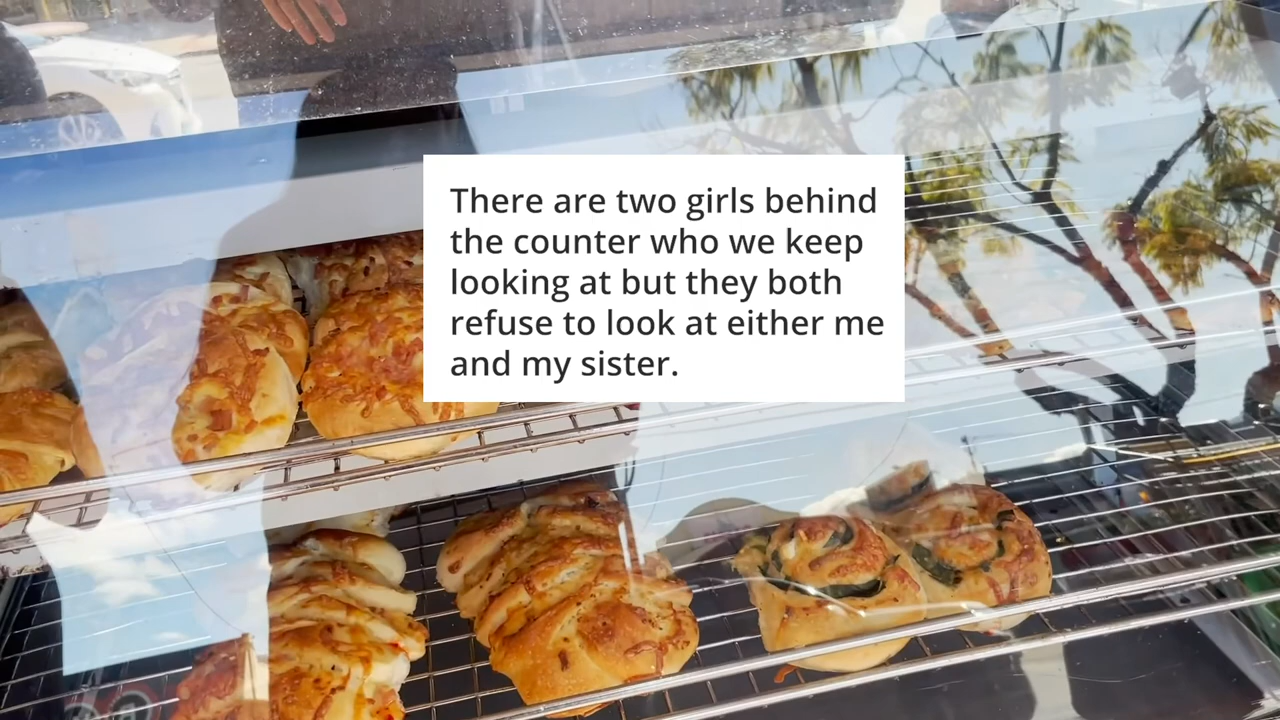 There are two girls behind
the counter who we keep
looking at but they both
refuse to look at either me
and my sister.